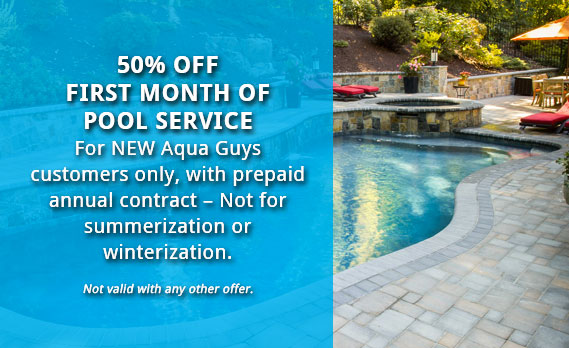 50% OFF
FIRST MONTH OF
POOL SERVICE
For NEW Aqua Guys
customers only, with prepaid
annual contract – Not for
summerization or
winterization.
Not valid with any other offer.